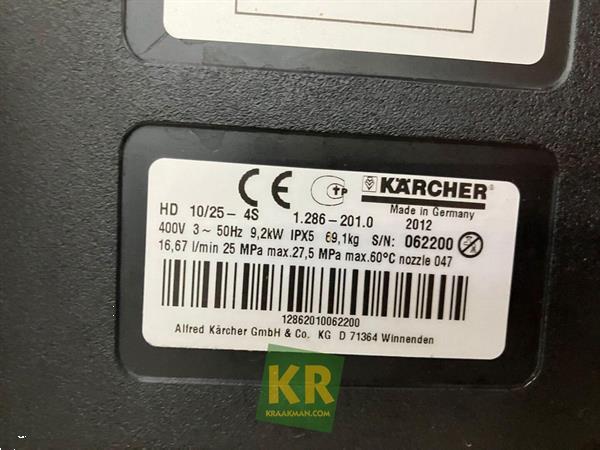 CE
TP
KÄRCHER
Made in Germany
HD 10/25- 4S 1.286-201.0 2012
400V 3~50Hz 9,2kW IPX5 69,1kg S/N: 062200
16,67 l/min 25 MPa max.27,5 MPa max.60°C nozzle 047
12862010062200
Alfred Kärcher GmbH & Co. KG D 71364 Winnenden
KR
KRAAKMAN.COM